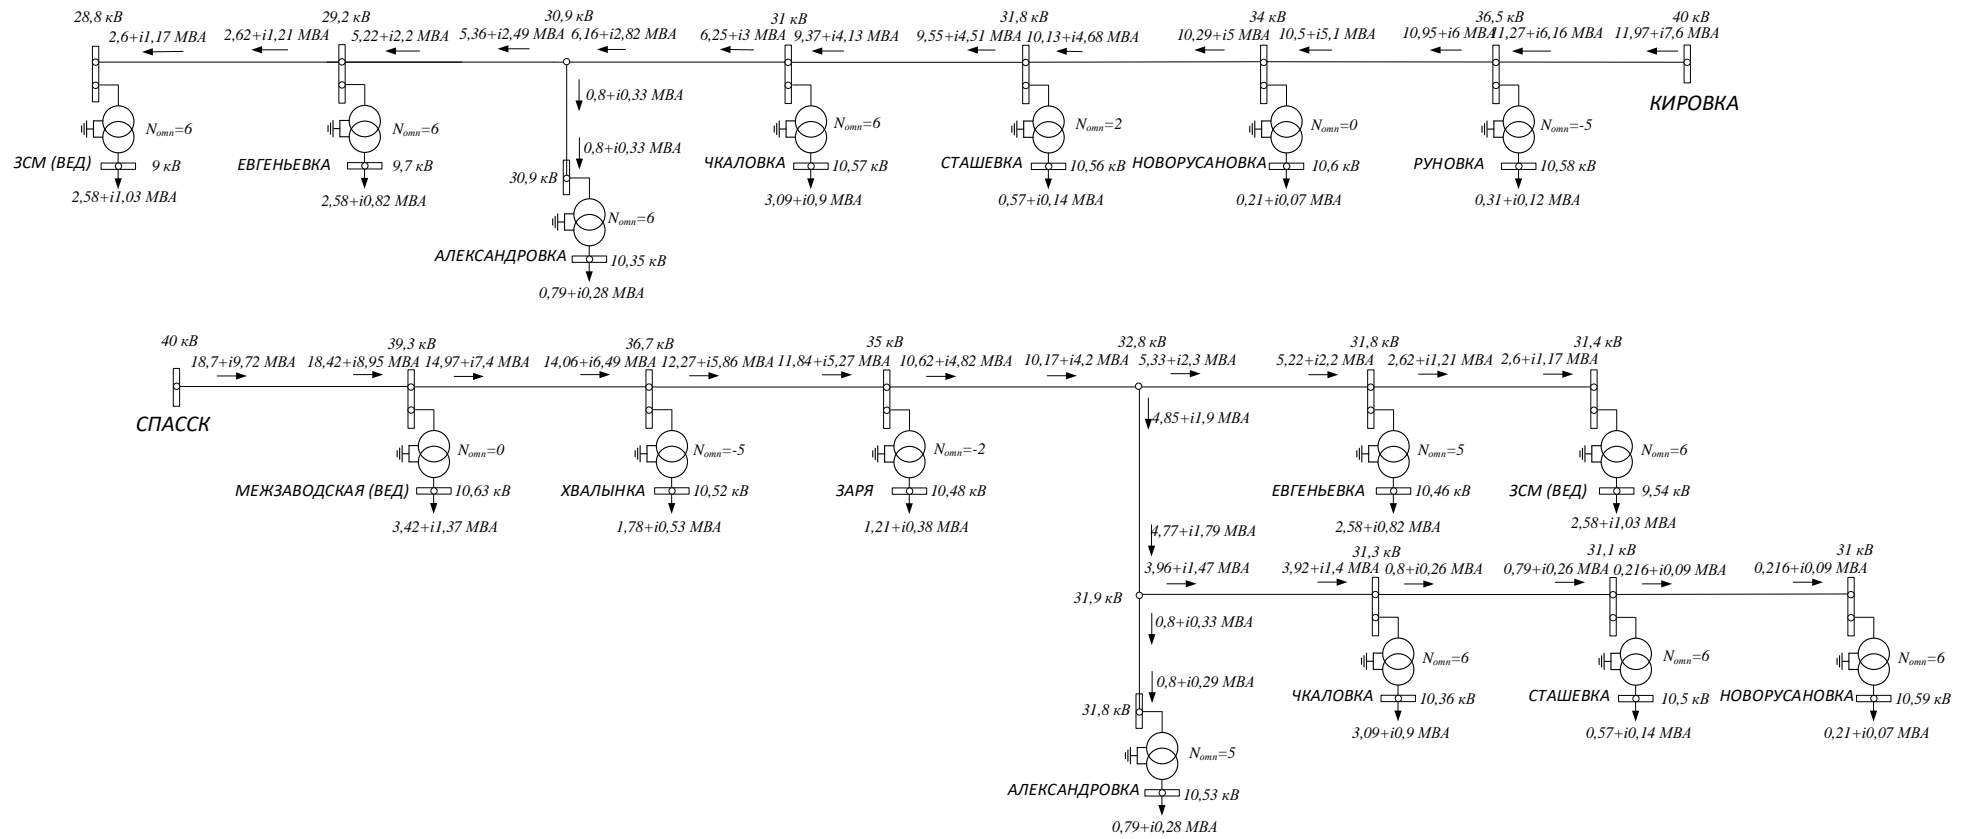 28,8 кВ
29,2 кВ
30,9 кВ
31 кВ
31,8 кВ
34 кВ
36,5 кВ
40 кВ
2,6+i1,17 МВА
2,62+i1,21 МВА
5,22+i2,2 МВА
5,36+i2,49 МВА
6,16+i2,82 МВА
6,25+i3 МВА
9,37+i4,13 МВА
9,55+i4,51 МВА
10,13+i4,68 МВА
10,29+i5 МВА
10,5+i5,1 МВА
10,95+i6 МВА
11,27+i6,16 МВА
11,97+i7,6 МВА
0,8+i0,33 МВА
КИРОВКА
Nотп=6
Nотп=6
Nотп=6
Nотп=2
Nотп=0
Nотп=-5
0,8+i0,33 МВА
ЗСМ (ВЕД)
9 кВ
ЕВГЕНЬЕВКА
9,7 кВ
30,9 кВ
ЧКАЛОВКА
10,57 кВ
СТАШЕВКА
10,56 кВ
НОВОРУСАНОВКА
10,6 кВ
РУНОВКА
10,58 кВ
2,58+i1,03 МВА
2,58+i0,82 МВА
3,09+i0,9 МВА
0,57+i0,14 МВА
0,21+i0,07 МВА
0,31+i0,12 МВА
Nотп=6
АЛЕКСАНДРОВКА
10,35 кВ
0,79+i0,28 МВА
40 кВ
39,3 кВ
36,7 кВ
35 кВ
32,8 кВ
31,8 кВ
31,4 кВ
18,7+i9,72 МВА
18,42+i8,95 МВА
14,97+i7,4 МВА
14,06+i6,49 МВА
12,27+i5,86 МВА
11,84+i5,27 МВА
10,62+i4,82 МВА
10,17+i4,2 МВА
5,33+i2,3 МВА
5,22+i2,2 МВА
2,62+i1,21 МВА
2,6+i1,17 МВА
СПАССК
4,85+i1,9 МВА
Nотп=0
Nотп=-5
Nотп=-2
Nотп=5
Nотп=6
МЕЖЗАВОДСКАЯ (ВЕД)
10,63 кВ
ХВАЛЫНКА
10,52 кВ
ЗАРЯ
10,48 кВ
ЕВГЕНЬЕВКА
10,46 кВ
ЗСМ (ВЕД)
9,54 кВ
3,42+i1,37 МВА
1,78+i0,53 МВА
1,21+i0,38 МВА
2,58+i0,82 МВА
2,58+i1,03 МВА
4,77+i1,79 МВА
31,3 кВ
31,1 кВ
31 кВ
3,96+i1,47 МВА
3,92+i1,4 МВА
0,8+i0,26 МВА
0,79+i0,26 МВА
0,216+i0,09 МВА
0,216+i0,09 МВА
31,9 кВ
0,8+i0,33 МВА
Nотп=6
Nотп=6
Nотп=6
0,8+i0,29 МВА
ЧКАЛОВКА
10,36 кВ
СТАШЕВКА
10,5 кВ
НОВОРУСАНОВКА
10,59 кВ
31,8 кВ
3,09+i0,9 МВА
0,57+i0,14 МВА
0,21+i0,07 МВА
Nотп=5
АЛЕКСАНДРОВКА
10,53 кВ
0,79+i0,28 МВА